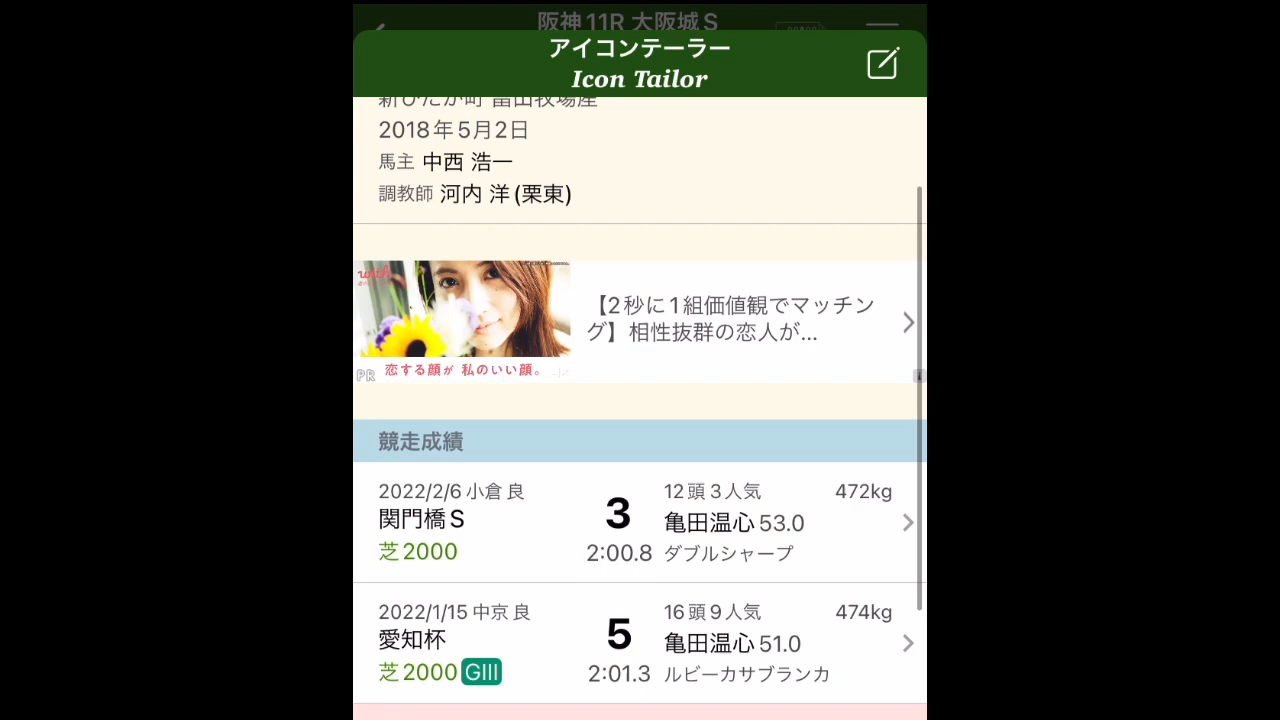 阪神11R 大阪城S
アイコンテーラー
Icon Tailor
新ひだか町 畠田牧場産
2018年5月2日
馬主 中西 浩一
調教師 河内 洋(栗東)
with
【2秒に1組価値観でマッチン
グ】相性抜群の恋人が...
恋する顔が 私のいい顔。
PR
競走成績
2022/2/6 小倉 良
関門橋S
芝2000
3
2:00.8
12頭3人気
472kg
亀田温心 53.0
ダブルシャープ
2022/1/15 中京 良
愛知杯
芝2000 GIII
5
2:01.3
16頭9人気
474kg
亀田温心 51.0
ルビーカサブランカ